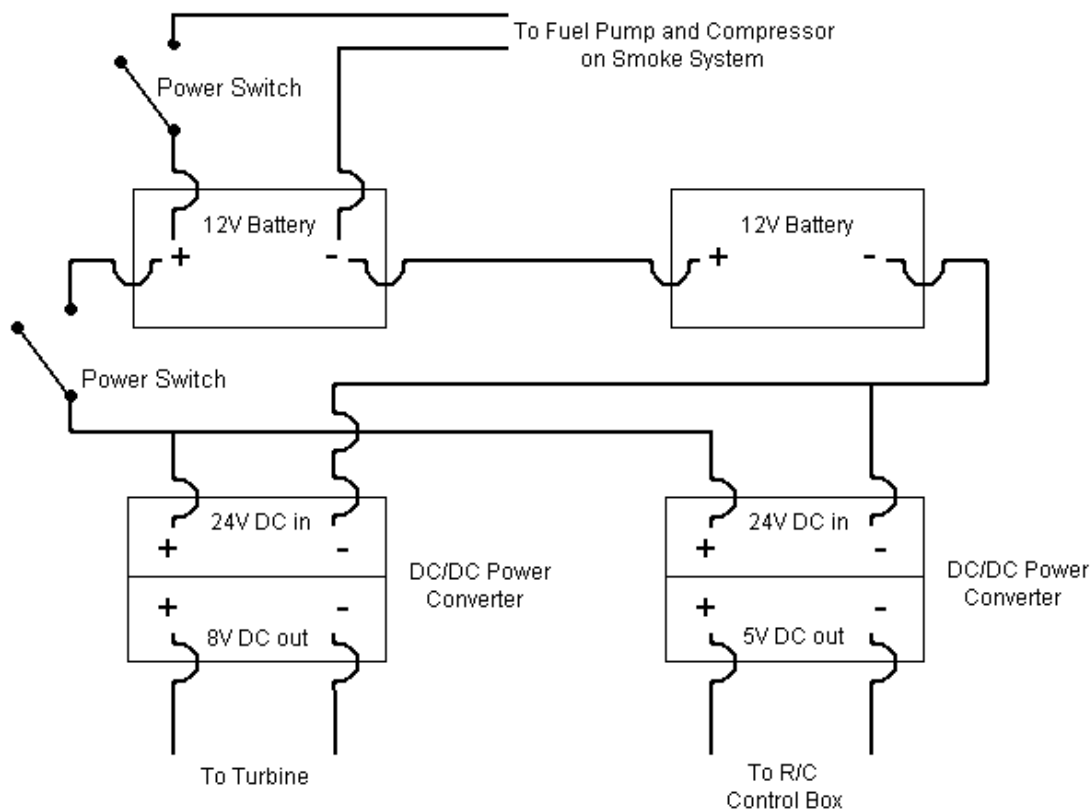 To Fuel Pump and Compressor
on Smoke System
Power Switch
12V Battery
+ -
12V Battery
+ -
Power Switch
24V DC in
+ -
DC/DC Power
Converter
+ -
8V DC out
24V DC in
+ -
DC/DC Power
Converter
+ -
5V DC out
To Turbine
To R/C
Control Box